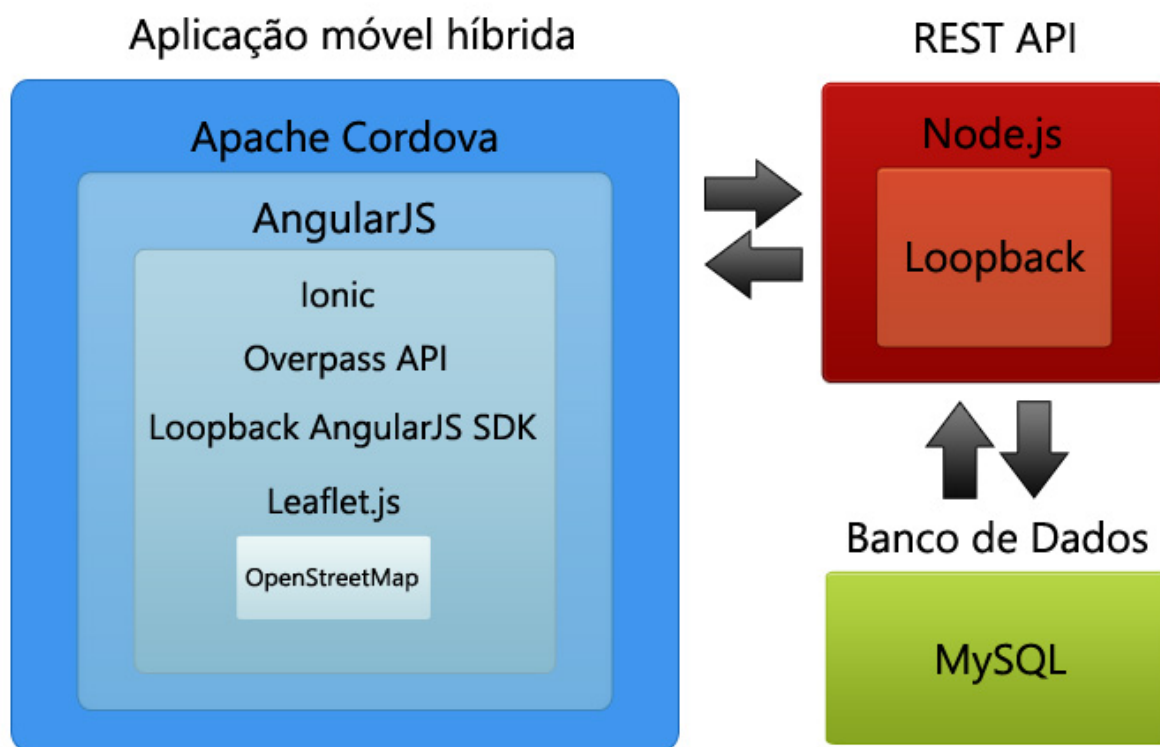 Aplicação móvel híbrida
Apache Cordova
AngularJS
Ionic
Overpass API
Loopback AngularJS SDK
Leaflet.js
OpenStreetMap
REST API
Node.js
Loopback
Banco de Dados
MySQL